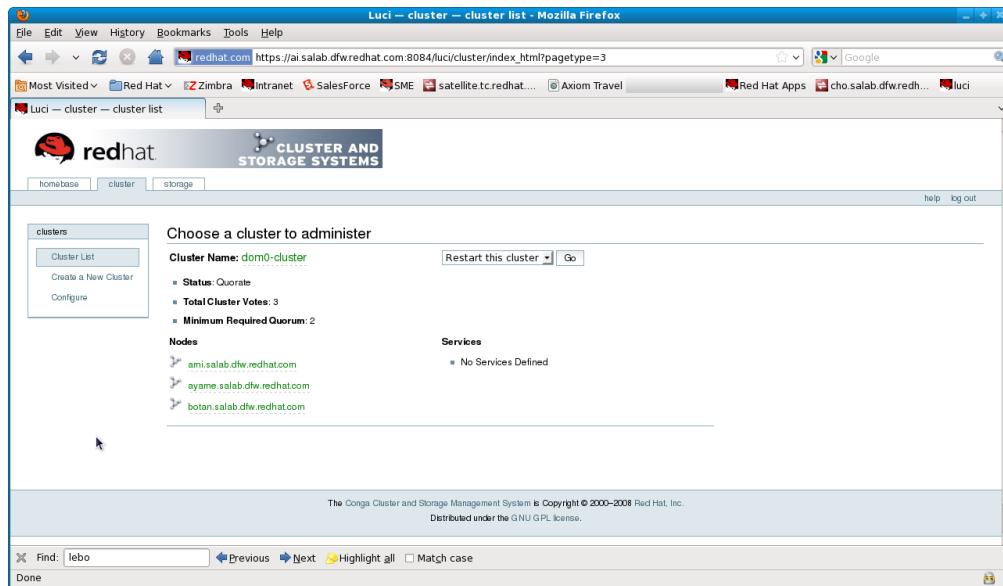 Luci — cluster — cluster list - Mozilla Firefox
File Edit View History Bookmarks Tools Help
redhat.com https://ai.salab.dfw.redhat.com:8084/luci/cluster/index_html?pagetype=3
Google
Most Visited Red Hat Zimbra Intranet SalesForce SME satellite.tc.redhat.... Axiom Travel Red Hat Apps cho.salab.dfw.redh... luci
Luci — cluster — cluster list
redhat. CLUSTER AND
STORAGE SYSTEMS
homebase cluster storage
help log out
clusters
Cluster List
Create a New Cluster
Configure
Choose a cluster to administer
Cluster Name: dom0-cluster Restart this cluster Go
Status: Quorate
Total Cluster Votes: 3
Minimum Required Quorum: 2
Nodes
ami.salab.dfw.redhat.com
ayame.salab.dfw.redhat.com
botan.salab.dfw.redhat.com
Services
No Services Defined
The Conga Cluster and Storage Management System is Copyright © 2000–2008 Red Hat, Inc.
Distributed under the GNU GPL license.
Find: lebo Previous Next Highlight all Match case
Done